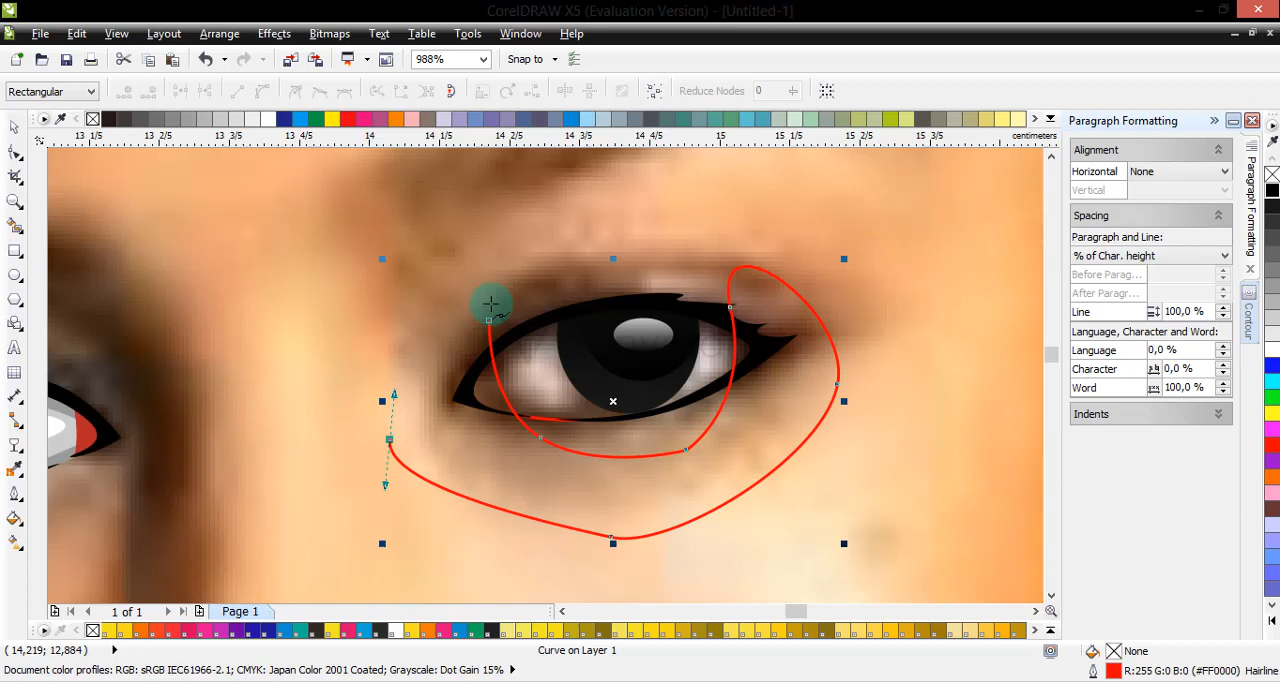 CorelDRAW X5 (Evaluation Version) - [Untitled-1]
File Edit View Layout Arrange Effects Bitmaps Text Table Tools Window Help
988% Snap to
Rectangular Reduce Nodes 0
13 1/5 13 2/5 13 3/5 13 4/5 14 14 1/5 14 2/5 14 3/5 14 4/5 15 15 1/5 15 2/5 15 3/5 centimeters
Paragraph Formatting
Alignment
Horizontal None
Vertical
Spacing
Paragraph and Line:
% of Char. height
Before Parag...
After Paragr...
Line 100,0 %
Language, Character and Word:
Language 0,0 %
Character 0,0 %
Word 100,0 %
Indents
Paragraph Formatting
Contour
1 of 1 Page 1
( 14,219; 12,884 ) Curve on Layer 1 None
Document color profiles: RGB: sRGB IEC61966-2.1; CMYK: Japan Color 2001 Coated; Grayscale: Dot Gain 15% R:255 G:0 B:0 (#FF0000) Hairline